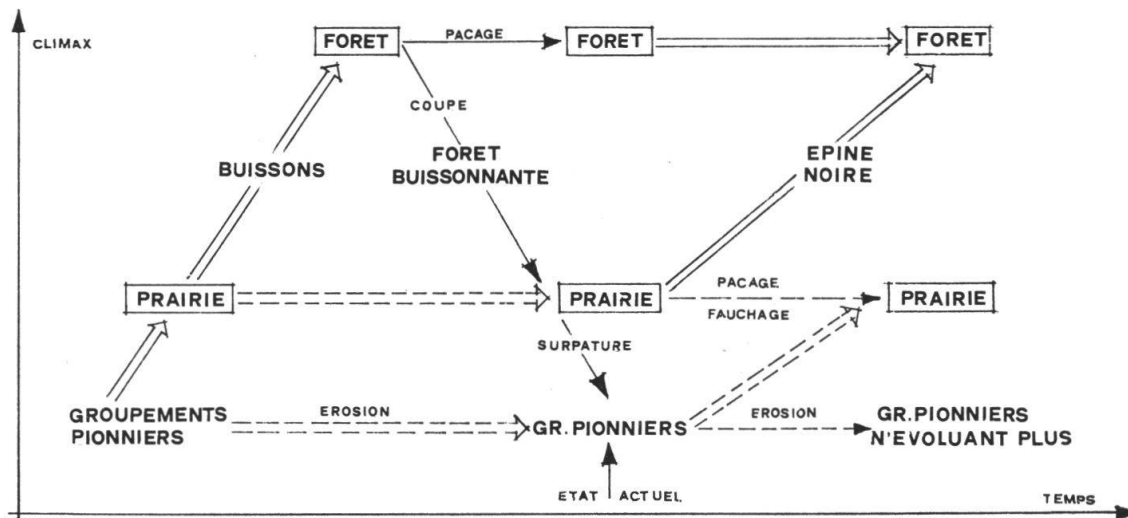 CLIMAX
FORET
PACAGE
FORET
FORET
COUPE
BUISSONS
FORET
BUISSONNANTE
EPINE
NOIRE
PRAIRIE
PRAIRIE
PACAGE
FAUCHAGE
PRAIRIE
SURPATURE
GROUPEMENTS
PIONNIERS
EROSION
GR. PIONNIERS
EROSION
GR. PIONNIERS
N'EVOLUANT PLUS
ETAT ACTUEL
TEMPS